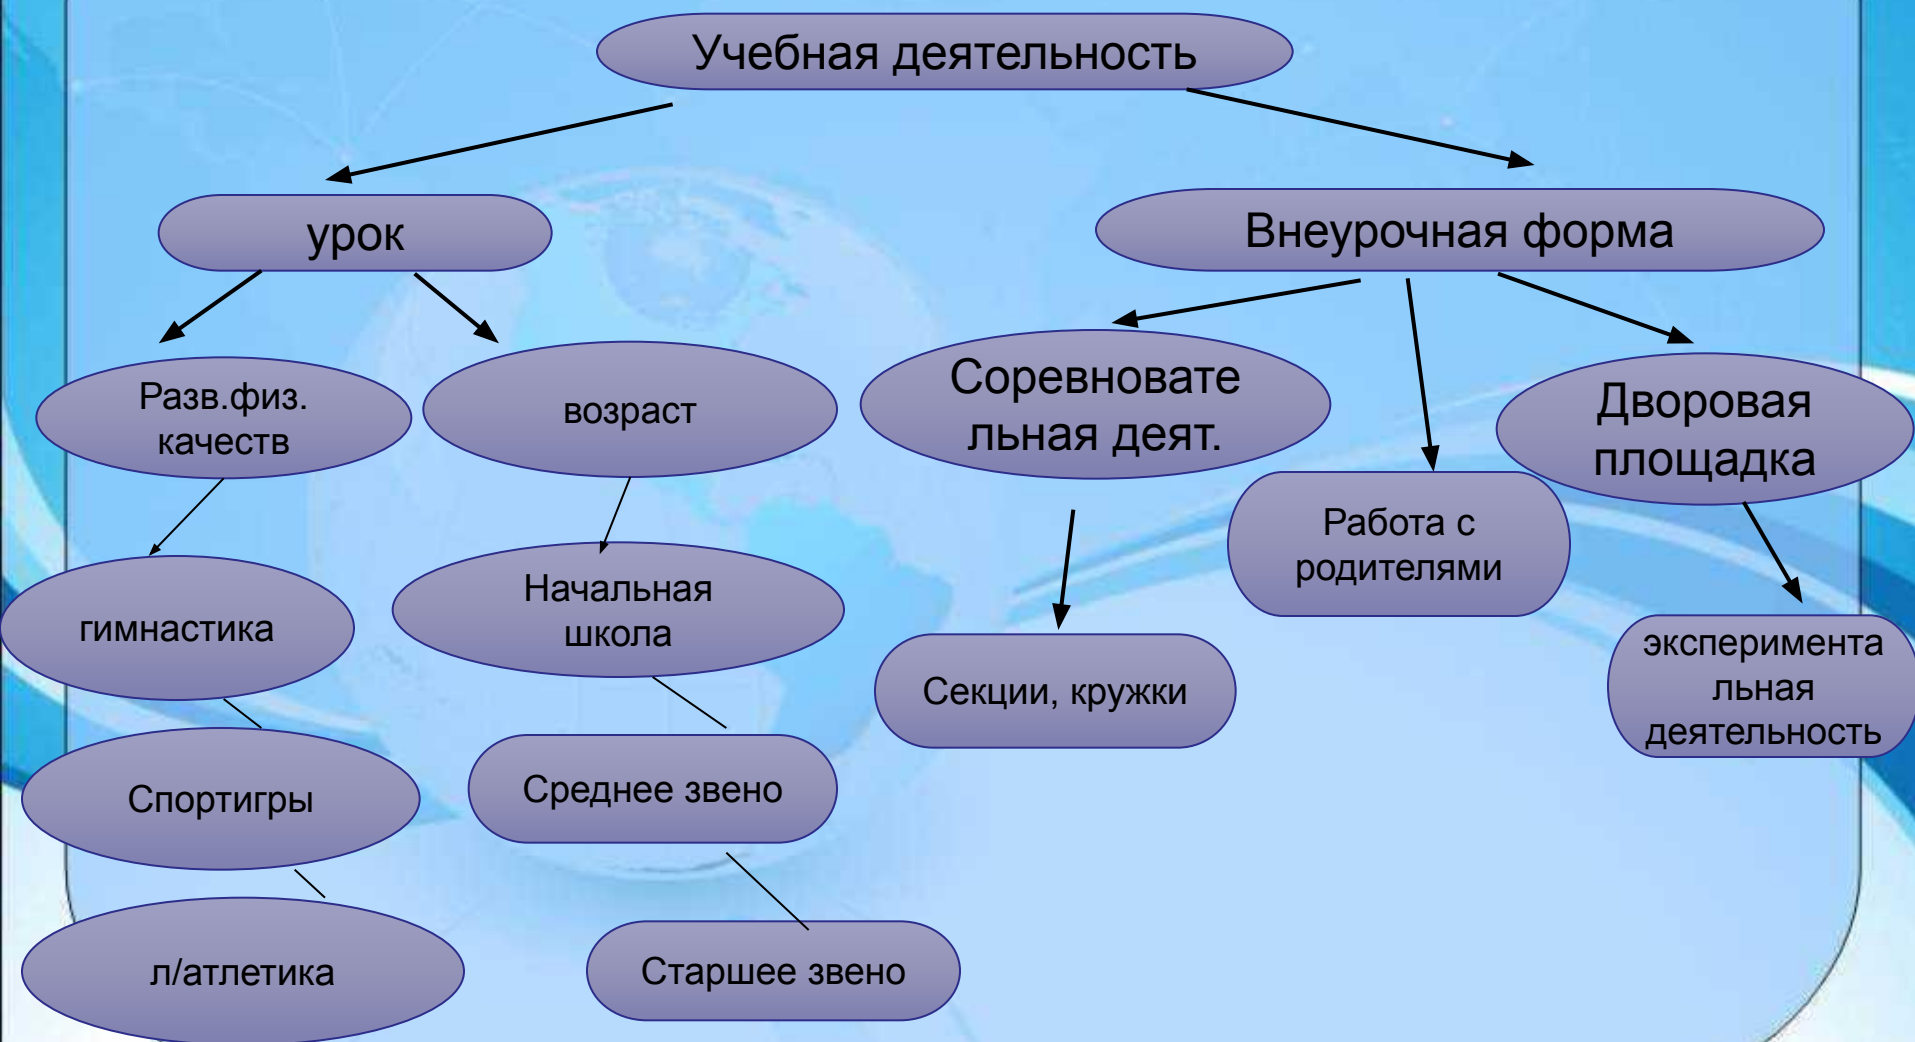 Учебная деятельность
урок
Внеурочная форма
Разв.физ.
качеств
возраст
Соревновате
льная деят.
Дворовая
площадка
Работа с
родителями
гимнастика
Начальная
школа
Секции, кружки
эксперимента
льная
деятельность
Спортигры
Среднее звено
л/атлетика
Старшее звено